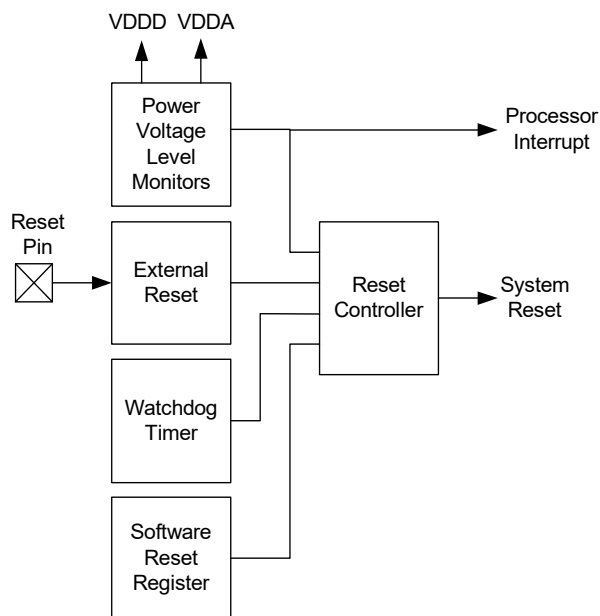 VDDD VDDA
Power
Voltage
Level
Monitors
Processor
Interrupt
Reset
Pin
External
Reset
Reset
Controller
System
Reset
Watchdog
Timer
Software
Reset
Register